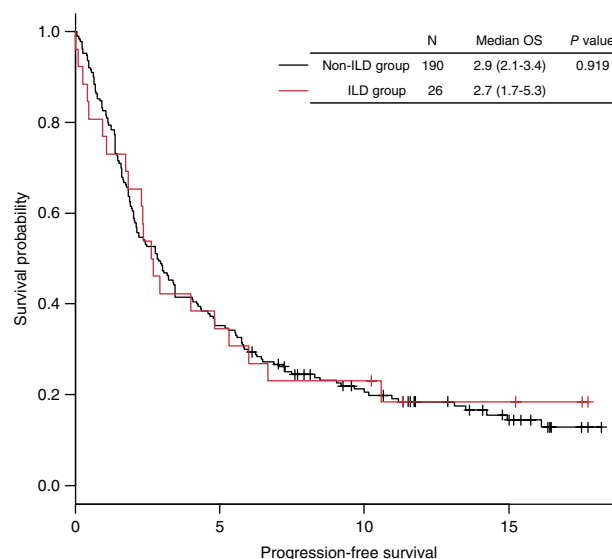 N Median OS P value
Non-ILD group 190 2.9 (2.1-3.4) 0.919
ILD group 26 2.7 (1.7-5.3)
1.0
0.8
0.6
0.4
0.2
0.0
Survival probability
0 5 10 15
Progression-free survival